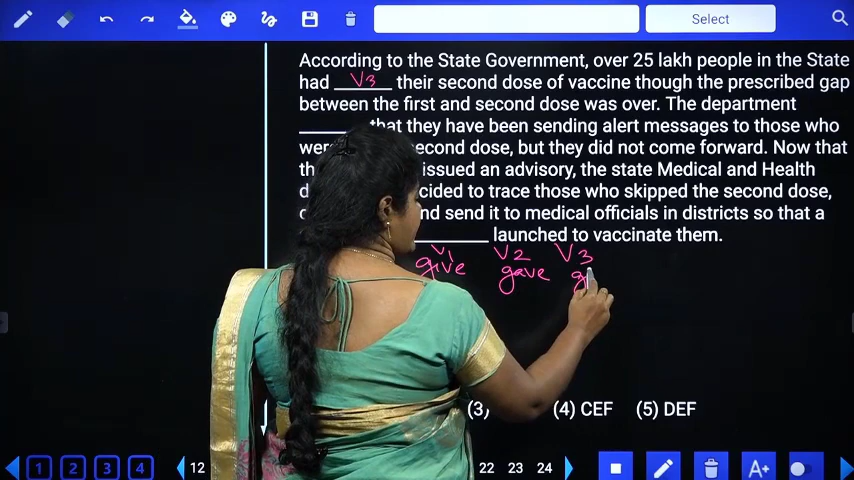 Select
According to the State Government, over 25 lakh people in the State
had V3 their second dose of vaccine though the prescribed gap
between the first and second dose was over. The department
that they have been sending alert messages to those who
second dose, but they did not come forward. Now that
issued an advisory, the state Medical and Health
to trace those who skipped the second dose,
send it to medical officials in districts so that a
launched to vaccinate them.
V1 V2 V3
give gave
(3) (4) CEF (5) DEF
1 2 3 4 12 22 23 24 A+